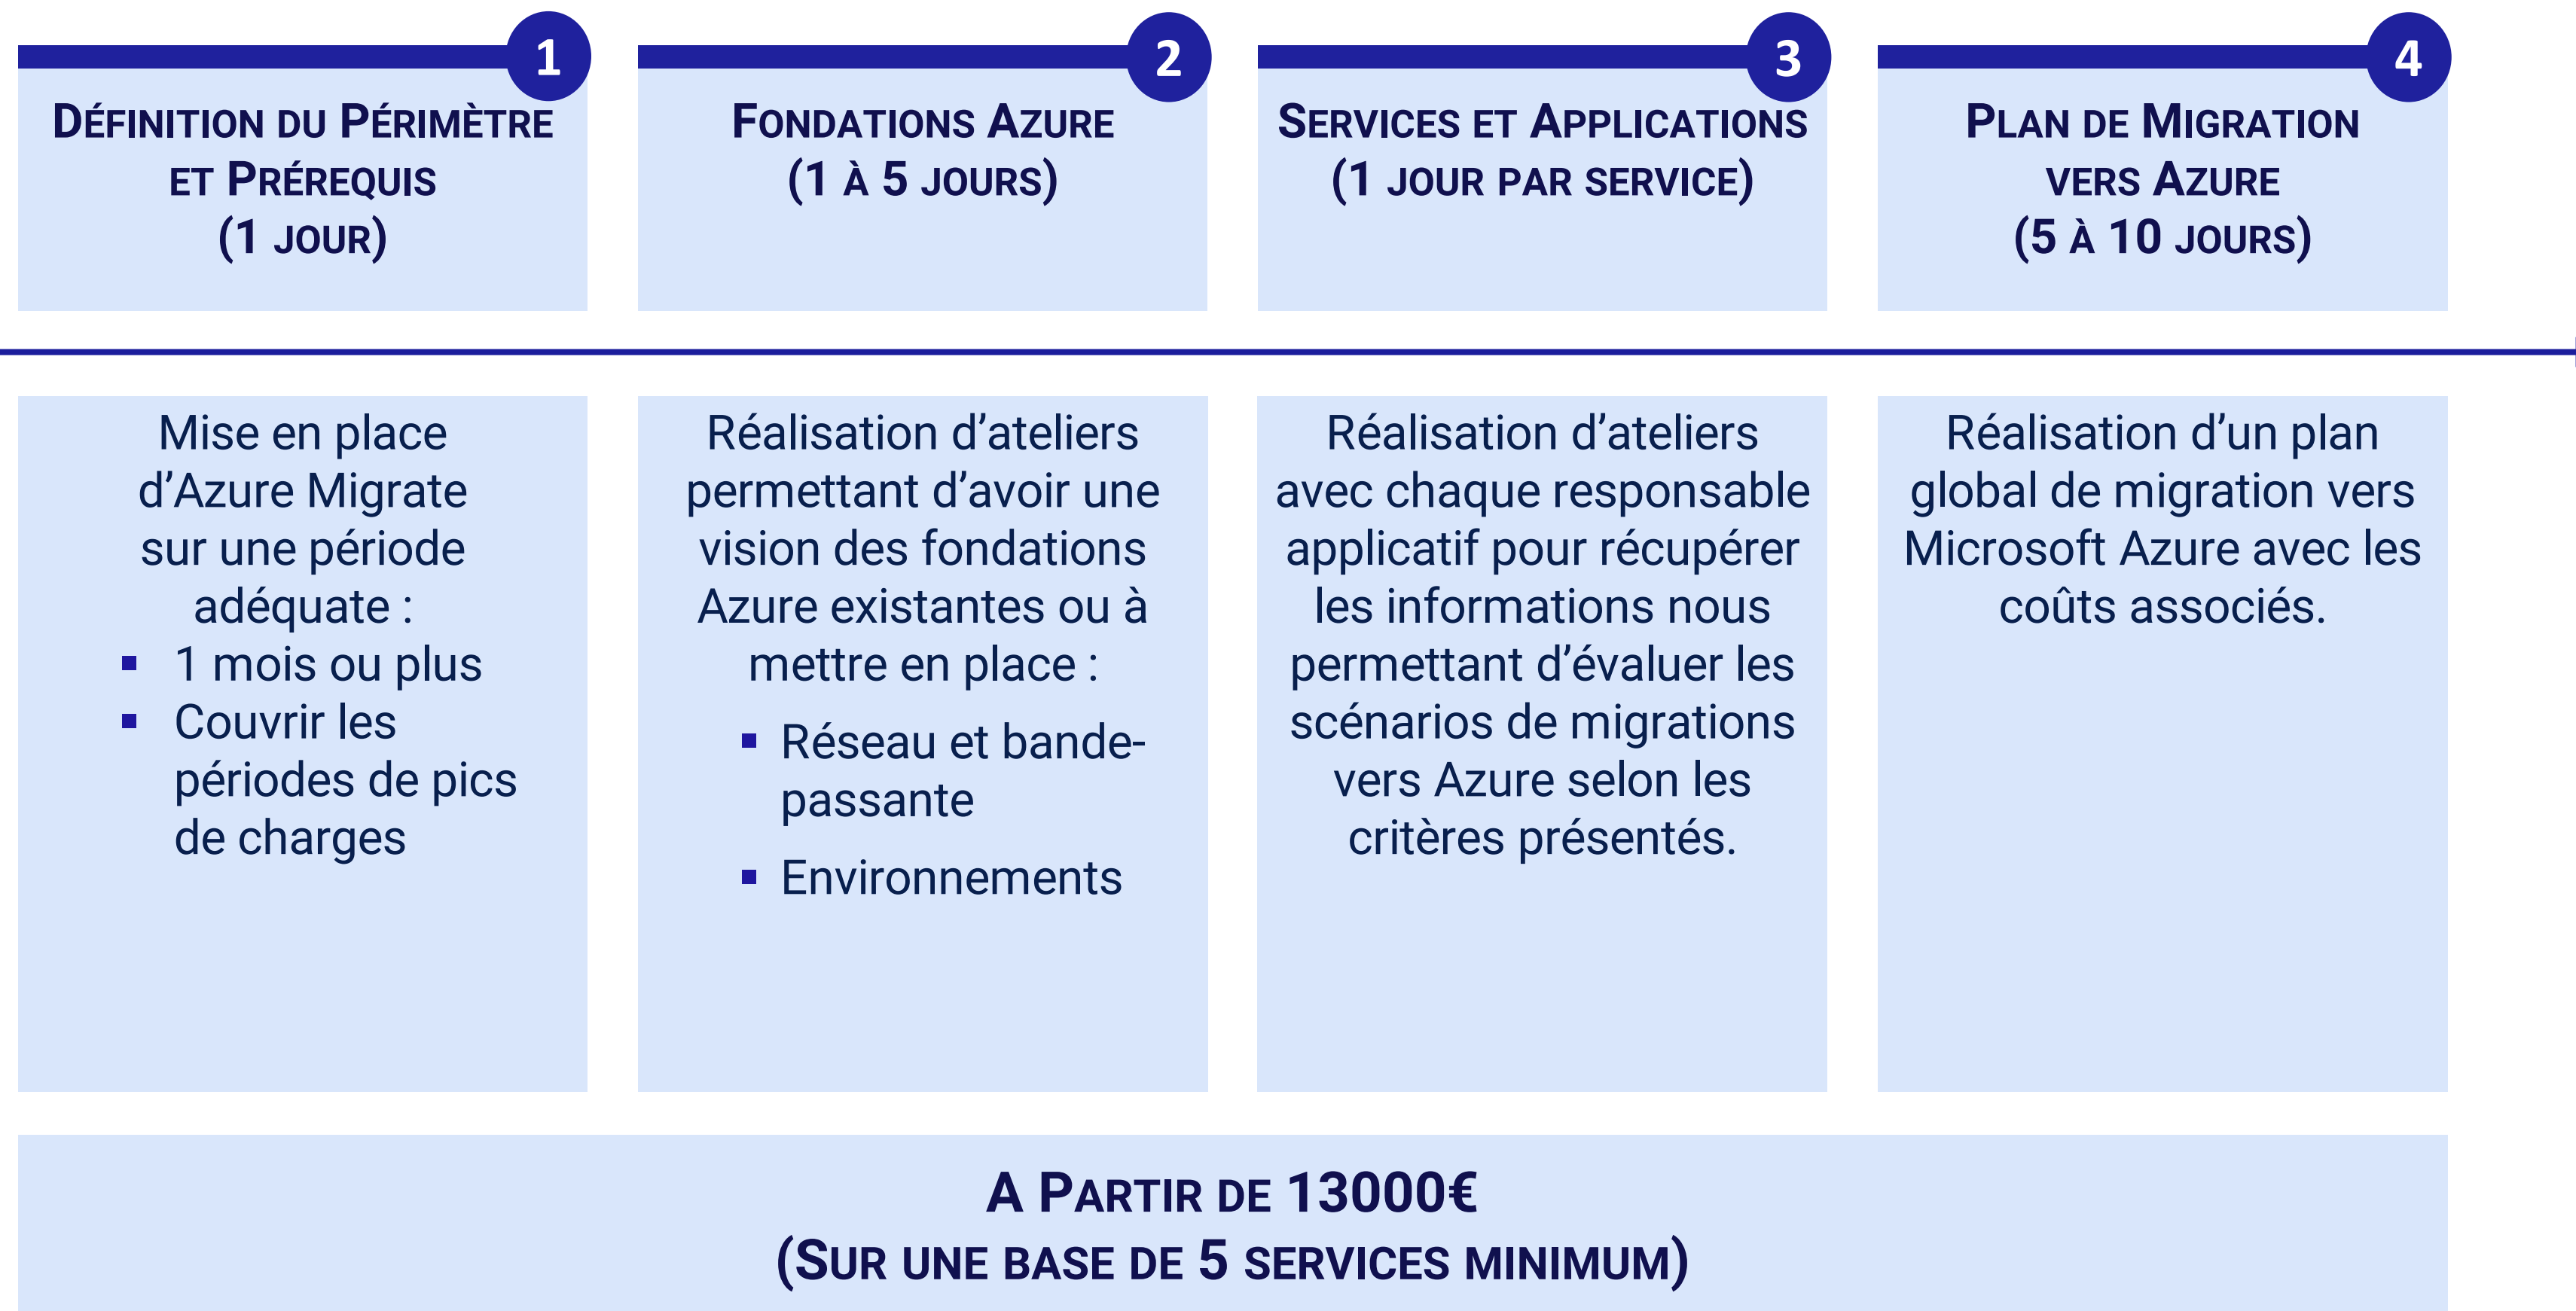 1
DÉFINITION DU PÉRIMÈTRE
ET PRÉREQUIS
(1 JOUR)
2
FONDATIONS AZURE
(1 À 5 JOURS)
3
SERVICES ET APPLICATIONS
(1 JOUR PAR SERVICE)
4
PLAN DE MIGRATION
VERS AZURE
(5 À 10 JOURS)
Mise en place
d’Azure Migrate
sur une période
adéquate :
▪ 1 mois ou plus
▪ Couvrir les
périodes de pics
de charges
Réalisation d’ateliers
permettant d’avoir une
vision des fondations
Azure existantes ou à
mettre en place :
▪ Réseau et bande-
passante
▪ Environnements
Réalisation d’ateliers
avec chaque responsable
applicatif pour récupérer
les informations nous
permettant d’évaluer les
scénarios de migrations
vers Azure selon les
critères présentés.
Réalisation d’un plan
global de migration vers
Microsoft Azure avec les
coûts associés.
A PARTIR DE 13000€
(SUR UNE BASE DE 5 SERVICES MINIMUM)